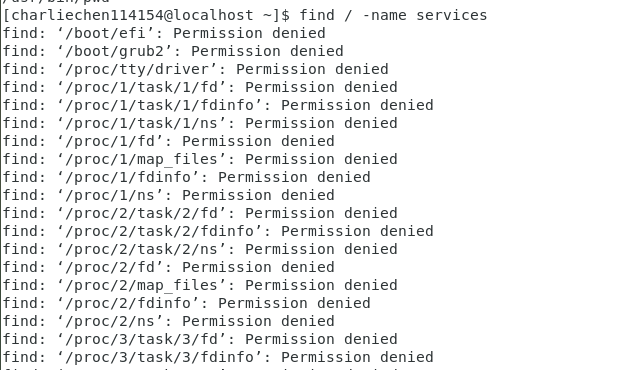 /usr/bin/pwd
[charliechen114154@localhost ~]$ find / -name services
find: ‘/boot/efi’: Permission denied
find: ‘/boot/grub2’: Permission denied
find: ‘/proc/tty/driver’: Permission denied
find: ‘/proc/1/task/1/fd’: Permission denied
find: ‘/proc/1/task/1/fdinfo’: Permission denied
find: ‘/proc/1/task/1/ns’: Permission denied
find: ‘/proc/1/fd’: Permission denied
find: ‘/proc/1/map_files’: Permission denied
find: ‘/proc/1/fdinfo’: Permission denied
find: ‘/proc/1/ns’: Permission denied
find: ‘/proc/2/task/2/fd’: Permission denied
find: ‘/proc/2/task/2/fdinfo’: Permission denied
find: ‘/proc/2/task/2/ns’: Permission denied
find: ‘/proc/2/fd’: Permission denied
find: ‘/proc/2/map_files’: Permission denied
find: ‘/proc/2/fdinfo’: Permission denied
find: ‘/proc/2/ns’: Permission denied
find: ‘/proc/3/task/3/fd’: Permission denied
find: ‘/proc/3/task/3/fdinfo’: Permission denied